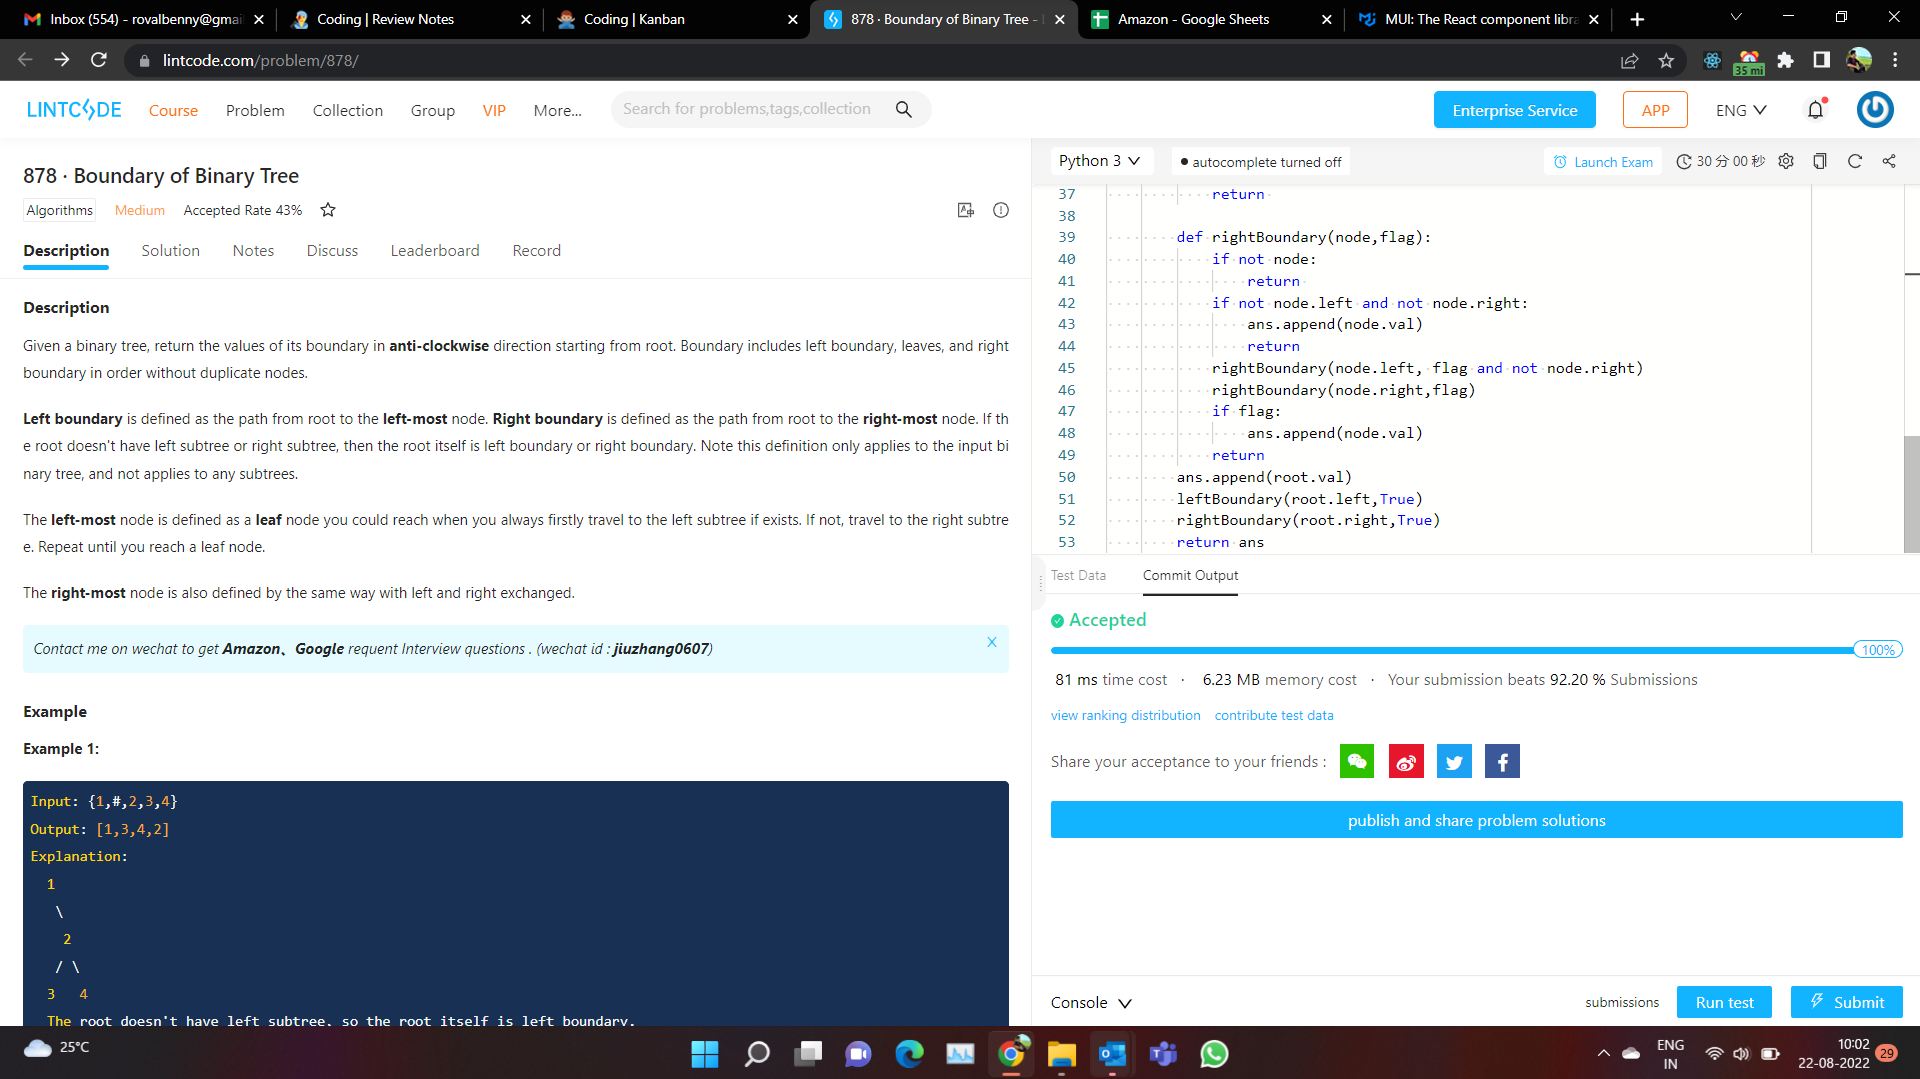 Inbox (554) - rovalbenny@gmai
Coding | Review Notes
Coding | Kanban
878 · Boundary of Binary Tree - L
Amazon - Google Sheets
MUI: The React component libra
lintcode.com/problem/878/
35 mi
LINTCODE
Course
Problem
Collection
Group
VIP
More...
Search for problems,tags,collection
Enterprise Service
APP
ENG
878 · Boundary of Binary Tree
Algorithms
Medium
Accepted Rate 43%
Description
Solution
Notes
Discuss
Leaderboard
Record
Description
Given a binary tree, return the values of its boundary in anti-clockwise direction starting from root. Boundary includes left boundary, leaves, and right
boundary in order without duplicate nodes.
Left boundary is defined as the path from root to the left-most node. Right boundary is defined as the path from root to the right-most node. If th
e root doesn't have left subtree or right subtree, then the root itself is left boundary or right boundary. Note this definition only applies to the input bi
nary tree, and not applies to any subtrees.
The left-most node is defined as a leaf node you could reach when you always firstly travel to the left subtree if exists. If not, travel to the right subtre
e. Repeat until you reach a leaf node.
The right-most node is also defined by the same way with left and right exchanged.
Contact me on wechat to get Amazon、Google requent Interview questions . (wechat id : jiuzhang0607)
Example
Example 1:
Input: {1,#,2,3,4}
Output: [1,3,4,2]
Explanation:
1
\
2
/ \
3 4
The root doesn't have left subtree, so the root itself is left boundary.
Python 3
autocomplete turned off
Launch Exam
30 分 00 秒
37 return
38
39 def rightBoundary(node,flag):
40 if not node:
41 return
42 if not node.left and not node.right:
43 ans.append(node.val)
44 return
45 rightBoundary(node.left, flag and not node.right)
46 rightBoundary(node.right,flag)
47 if flag:
48 ans.append(node.val)
49 return
50 ans.append(root.val)
51 leftBoundary(root.left,True)
52 rightBoundary(root.right,True)
53 return ans
Test Data
Commit Output
Accepted
100%
81 ms time cost · 6.23 MB memory cost · Your submission beats 92.20 % Submissions
view ranking distribution
contribute test data
Share your acceptance to your friends :
publish and share problem solutions
Console
submissions
Run test
Submit
25°C
ENG
IN
10:02
22-08-2022
29